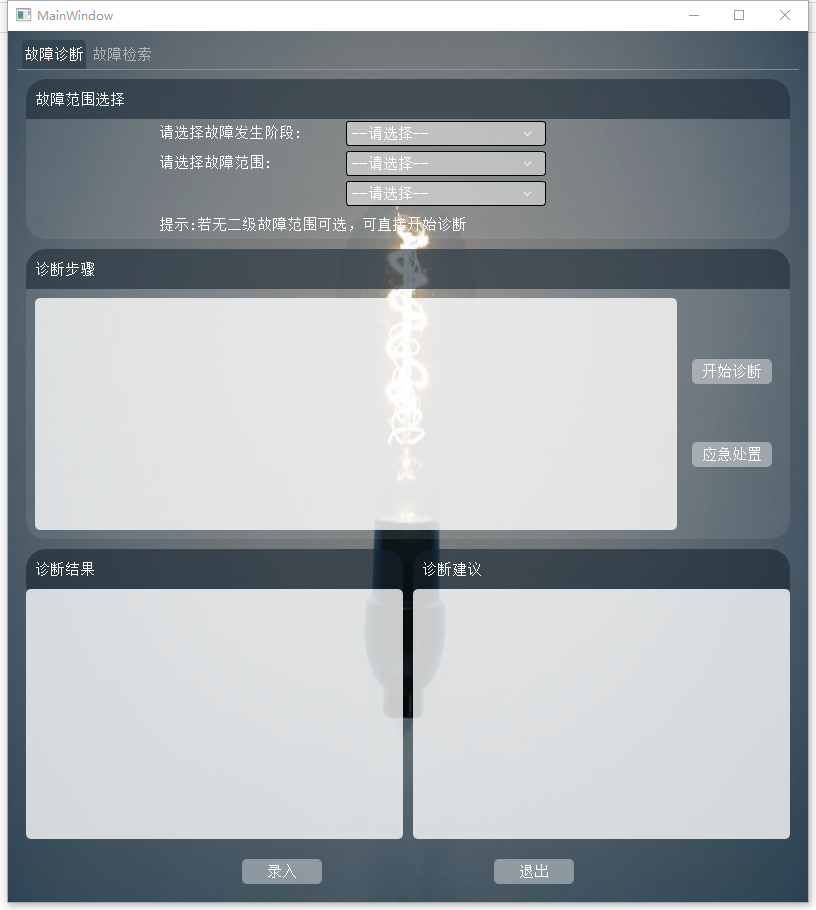 MainWindow
故障诊断 故障检索
故障范围选择
请选择故障发生阶段: --请选择--
请选择故障范围: --请选择--
--请选择--
提示:若无二级故障范围可选，可直接开始诊断
诊断步骤
开始诊断
应急处置
诊断结果 诊断建议
录入 退出